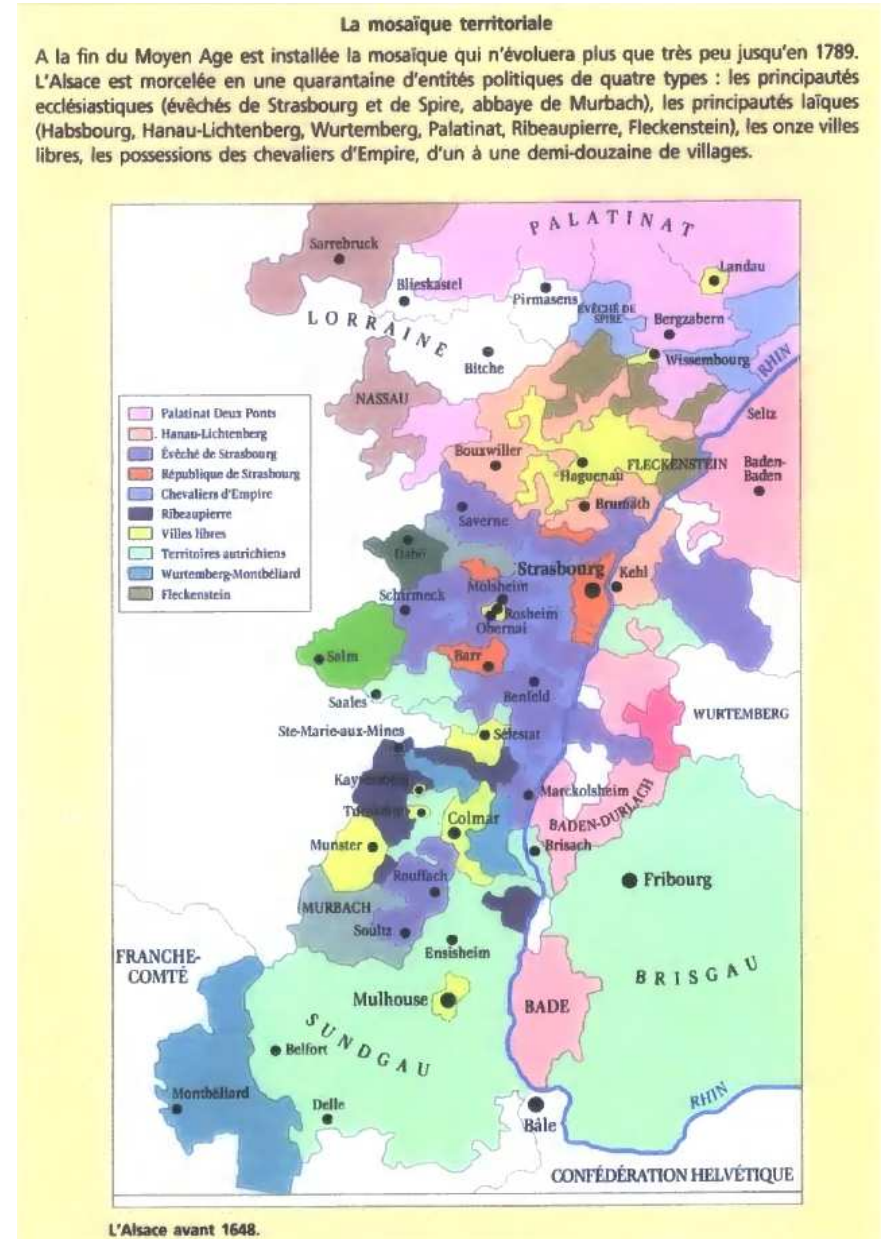 La mosaïque territoriale
A la fin du Moyen Age est installée la mosaïque qui n'évoluera plus que très peu jusqu'en 1789.
L'Alsace est morcelée en une quarantaine d'entités politiques de quatre types : les principautés
ecclésiastiques (évêchés de Strasbourg et de Spire, abbaye de Murbach), les principautés laïques
(Habsbourg, Hanau-Lichtenberg, Wurtemberg, Palatinat, Ribeaupierre, Fleckenstein), les onze villes
libres, les possessions des chevaliers d'Empire, d'un à une demi-douzaine de villages.
PALATINAT
Sarrebruck
Landau
Blieskastel
Pirmasens
ÉVÊCHÉ DE
SPIRE
Bergzabern
LORRAINE
Bitche
Wissembourg
RHIN
NASSAU
Seltz
Palatinat Deux Ponts
Hanau-Lichtenberg
Évêché de Strasbourg
République de Strasbourg
Chevaliers d'Empire
Ribeaupierre
Villes libres
Territoires autrichiens
Wurtemberg-Montbéliard
Fleckenstein
Bouxwiller
Haguenau
FLECKENSTEIN
Baden-
Baden
Brumath
Saverne
Dabo
Strasbourg
Kehl
Schirmeck
Molsheim
Rosheim
Obernai
Salm
Barr
Saales
Benfeld
WURTEMBERG
Ste-Marie-aux-Mines
Sélestat
Marckolsheim
BADEN-DURLACH
Colmar
Munster
Brisach
Rouffach
Fribourg
MURBACH
Soultz
Ensisheim
FRANCHE-
COMTÉ
BRISGAU
Mulhouse
BADE
SUNDGAU
Belfort
Montbéliard
Delle
RHIN
Bâle
CONFÉDÉRATION HELVÉTIQUE
L'Alsace avant 1648.